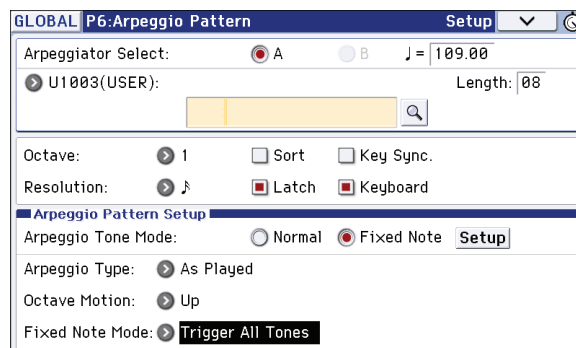 GLOBAL P6:Arpeggio Pattern Setup
Arpeggiator Select: A B ♩= 109.00
U1003(USER): Length: 08
Octave: 1 Sort Key Sync.
Resolution: Latch Keyboard
Arpeggio Pattern Setup
Arpeggio Tone Mode: Normal Fixed Note Setup
Arpeggio Type: As Played
Octave Motion: Up
Fixed Note Mode: Trigger All Tones